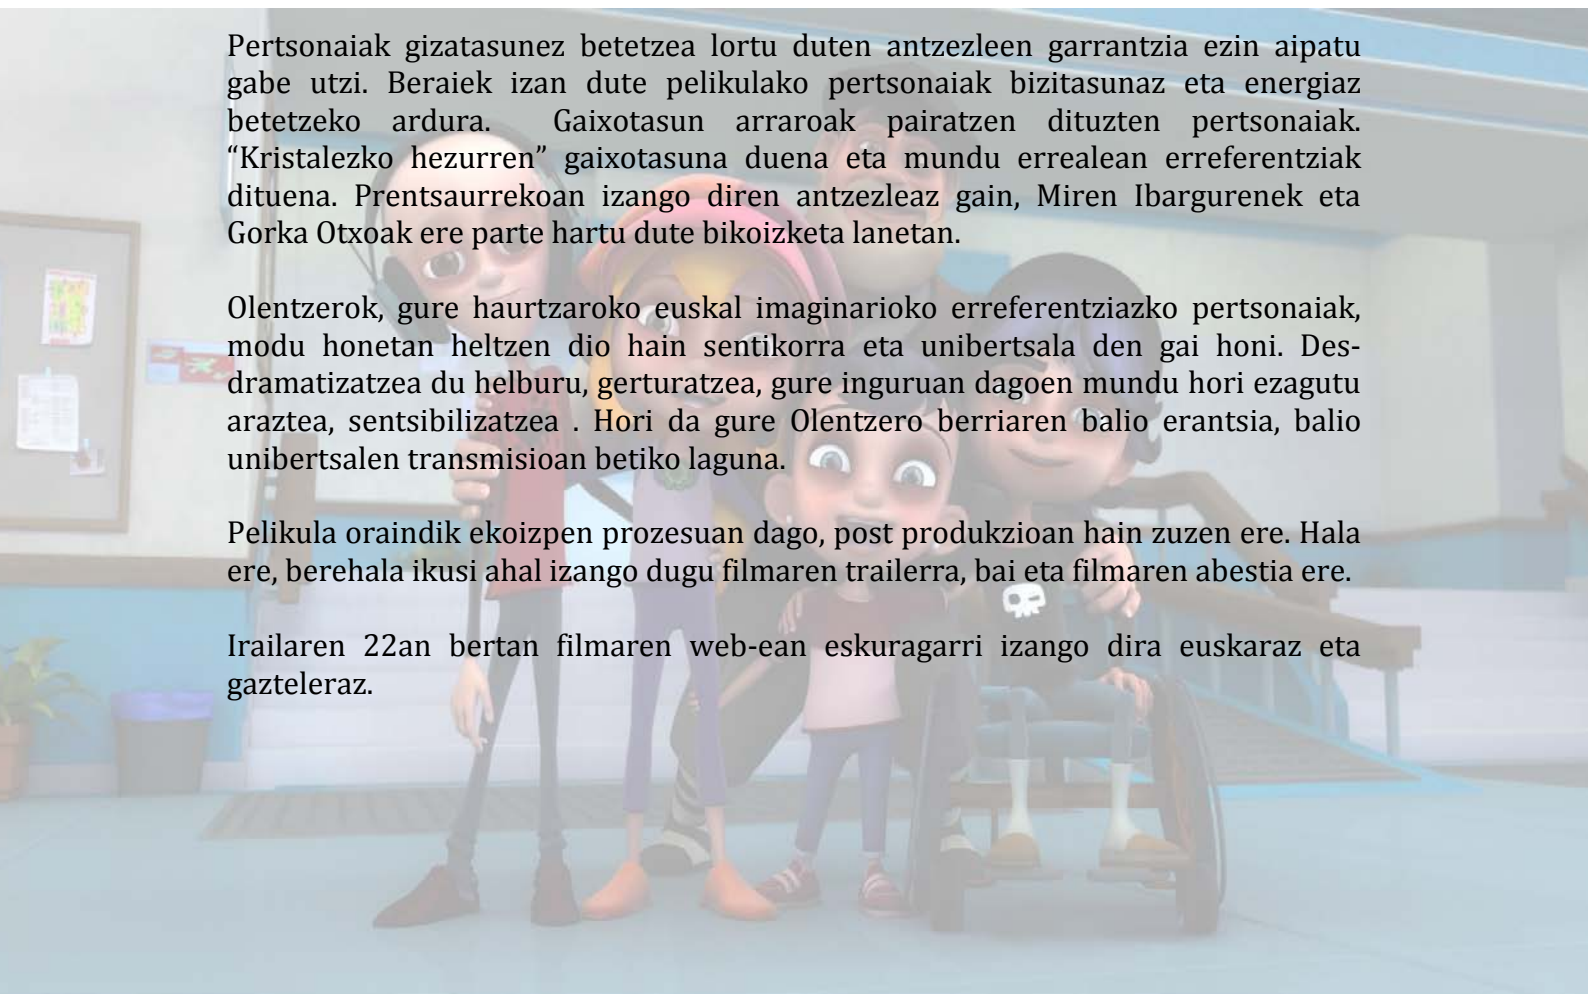 Pertsonaiak gizatasunez betetzea lortu duten antzezleen garrantzia ezin aipatu
gabe utzi. Beraiek izan dute pelikulako pertsonaiak bizitasunaz eta energiaz
betetzeko ardura. Gaixotasun arraroak pairatzen dituzten pertsonaiak.
“Kristalezko hezurren” gaixotasuna duena eta mundu errealean erreferentziak
dituena. Prentsaurrekoan izango diren antzezleaz gain, Miren Ibargurenek eta
Gorka Otxoak ere parte hartu dute bikoizketa lanetan.
Olentzerok, gure haurtzaroko euskal imaginarioko erreferentziazko pertsonaiak,
modu honetan heltzen dio hain sentikorra eta unibertsala den gai honi. Des-
dramatizatzea du helburu, gerturatzea, gure inguruan dagoen mundu hori ezagutu
araztea, sentsibilizatzea . Hori da gure Olentzero berriaren balio erantsia, balio
unibertsalen transmisioan betiko laguna.
Pelikula oraindik ekoizpen prozesuan dago, post produkzioan hain zuzen ere. Hala
ere, berehala ikusi ahal izango dugu filmaren trailerra, bai eta filmaren abestia ere.
Irailaren 22an bertan filmaren web-ean eskuragarri izango dira euskaraz eta
gazteleraz.